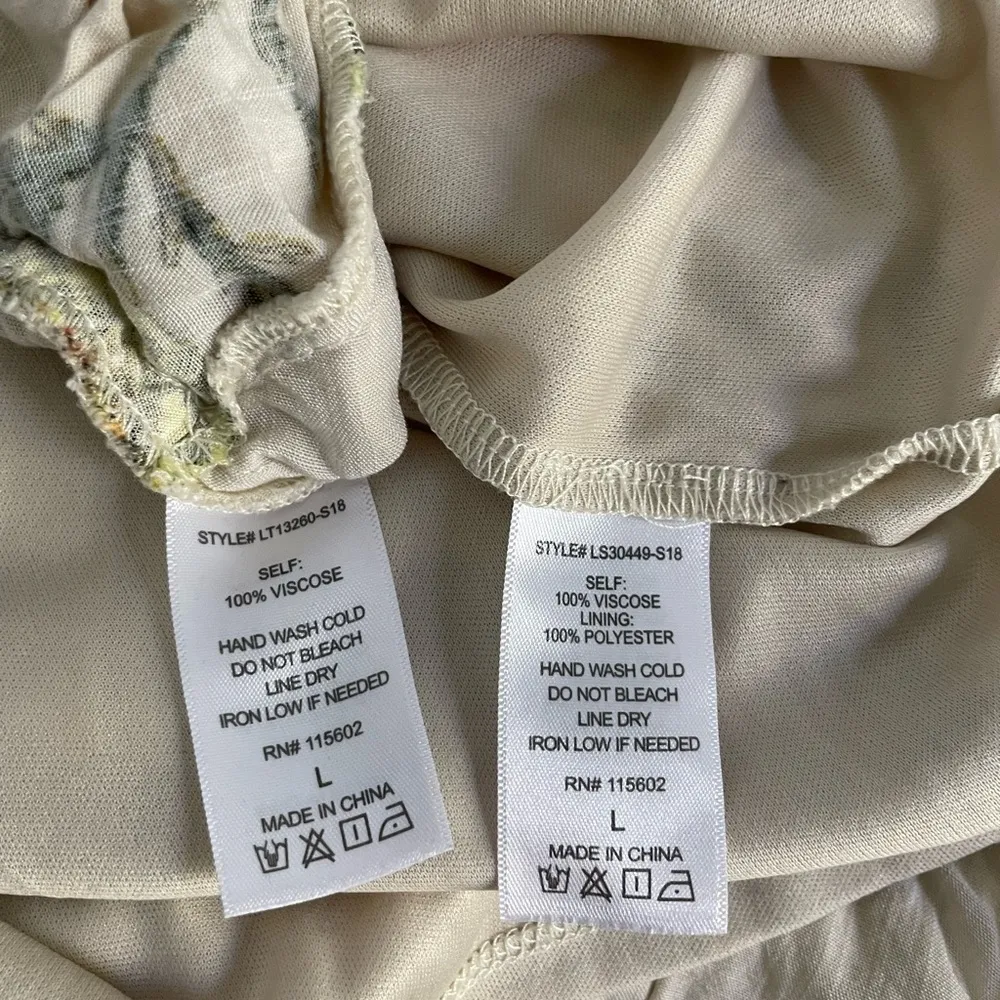 STYLE# LT13260-S18
SELF:
100% VISCOSE
HAND WASH COLD
DO NOT BLEACH
LINE DRY
IRON LOW IF NEEDED
RN# 115602
L
MADE IN CHINA
STYLE# LS30449-S18
SELF:
100% VISCOSE
LINING:
100% POLYESTER
HAND WASH COLD
DO NOT BLEACH
LINE DRY
IRON LOW IF NEEDED
RN# 115602
L
MADE IN CHINA